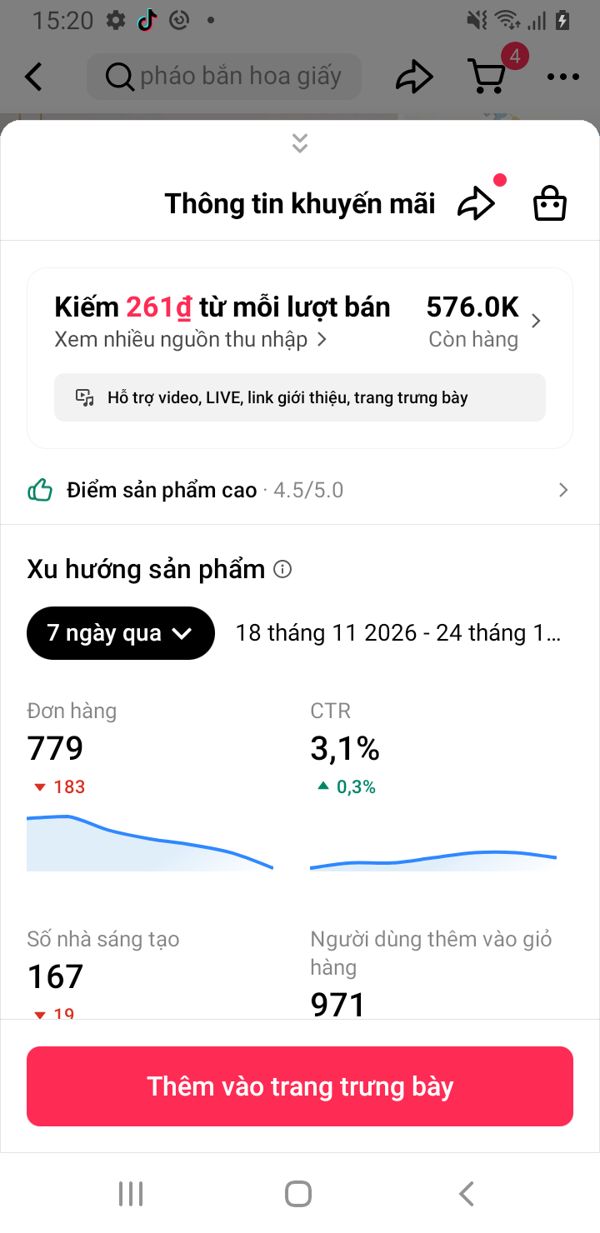 15:20
pháo bắn hoa giấy
4
Thông tin khuyến mãi
Kiếm 261₫ từ mỗi lượt bán
576.0K
Xem nhiều nguồn thu nhập
Còn hàng
Hỗ trợ video, LIVE, link giới thiệu, trang trưng bày
Điểm sản phẩm cao · 4.5/5.0
Xu hướng sản phẩm
7 ngày qua
18 tháng 11 2026 - 24 tháng 1...
Đơn hàng
CTR
779
3,1%
183
0,3%
Số nhà sáng tạo
Người dùng thêm vào giỏ
hàng
167
971
19
Thêm vào trang trưng bày